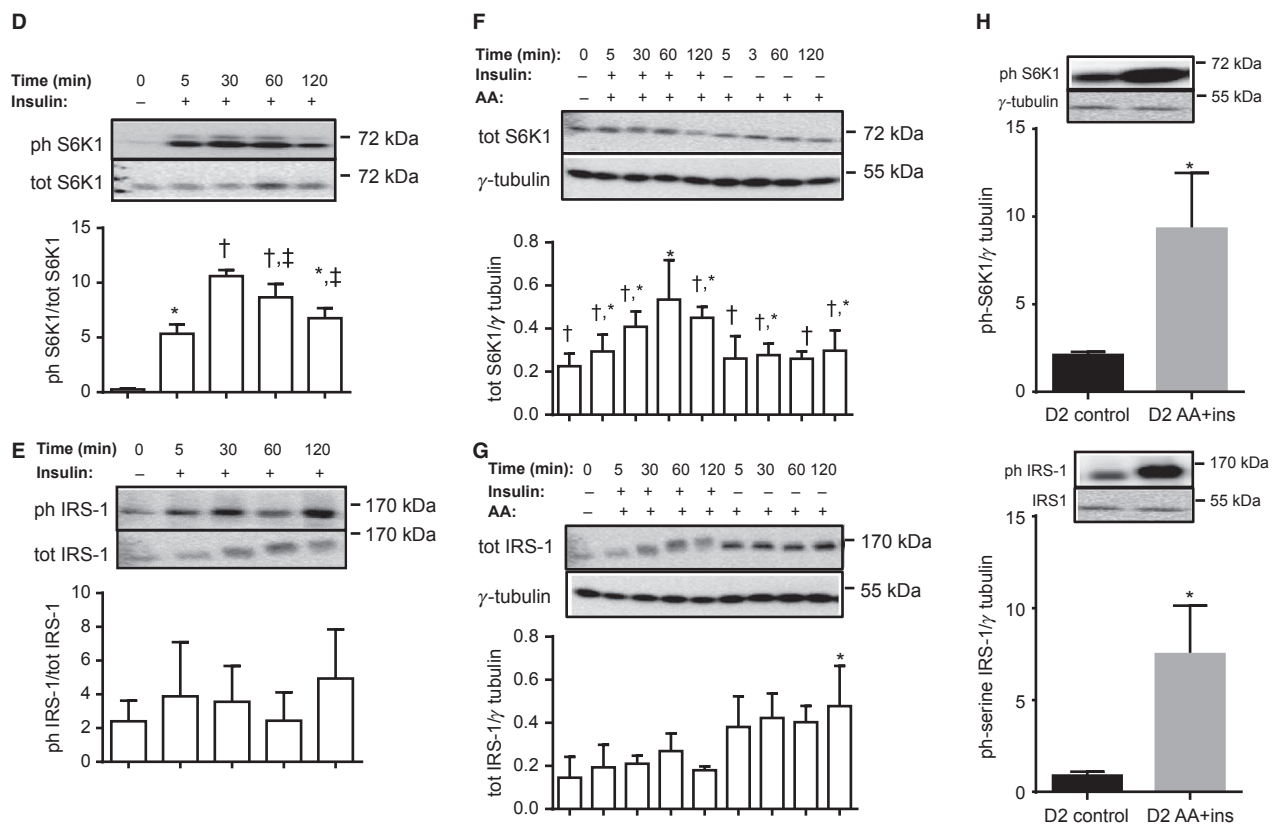 D
Time (min) 0 5 30 60 120
Insulin: – + + + +
ph S6K1
72 kDa
tot S6K1
72 kDa
ph S6K1/tot S6K1
15
10
5
0
*
†
†,‡
*,‡
E
Time (min) 0 5 30 60 120
Insulin: – + + + +
ph IRS-1
170 kDa
tot IRS-1
170 kDa
ph IRS-1/tot IRS-1
10
8
6
4
2
0
F
Time (min): 0 5 30 60 120 5 3 60 120
Insulin: – + + + + – – – –
AA: – + + + + + + + +
tot S6K1
72 kDa
γ-tubulin
55 kDa
tot S6K1/γ tubulin
0.8
0.6
0.4
0.2
0.0
†
†,*
†,*
*
†,*
†
†,*
†
†,*
G
Time (min): 0 5 30 60 120 5 30 60 120
Insulin: – + + + + – – – –
AA: – + + + + + + + +
tot IRS-1
170 kDa
γ-tubulin
55 kDa
tot IRS-1/γ tubulin
0.8
0.6
0.4
0.2
0.0
*
H
ph S6K1
72 kDa
γ-tubulin
55 kDa
ph-S6K1/γ tubulin
15
10
5
0
*
D2 control D2 AA+ins
ph IRS-1
170 kDa
IRS1
55 kDa
ph-serine IRS-1/γ tubulin
15
10
5
0
*
D2 control D2 AA+ins